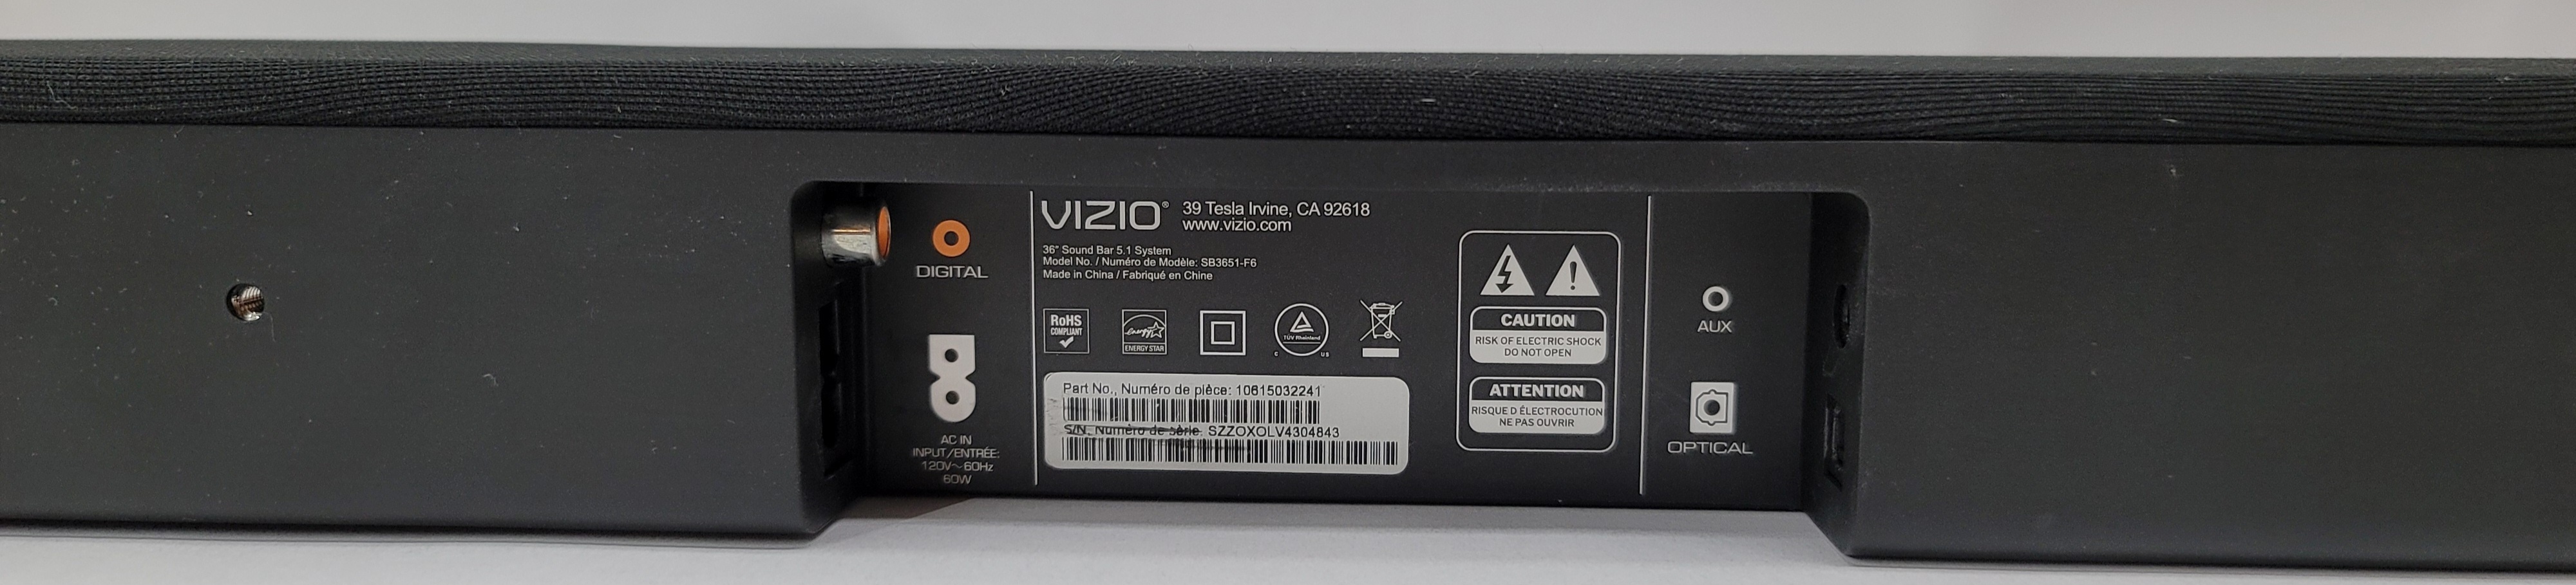 DIGITAL
AC IN
INPUT/ENTRÉE:
120V~60Hz
60W
VIZIO® 39 Tesla Irvine, CA 92618
www.vizio.com
36" Sound Bar 5.1 System
Model No. / Numéro de Modèle: SB3651-F6
Made in China / Fabriqué en Chine
RoHS
COMPLIANT
energy
ENERGY STAR
TÜV Rheinland
C US
Part No., Numéro de pièce: 10615032241
S/N, Numéro de série: SZZOXOLV4304843
CAUTION
RISK OF ELECTRIC SHOCK
DO NOT OPEN
ATTENTION
RISQUE D ÉLECTROCUTION
NE PAS OUVRIR
AUX
OPTICAL